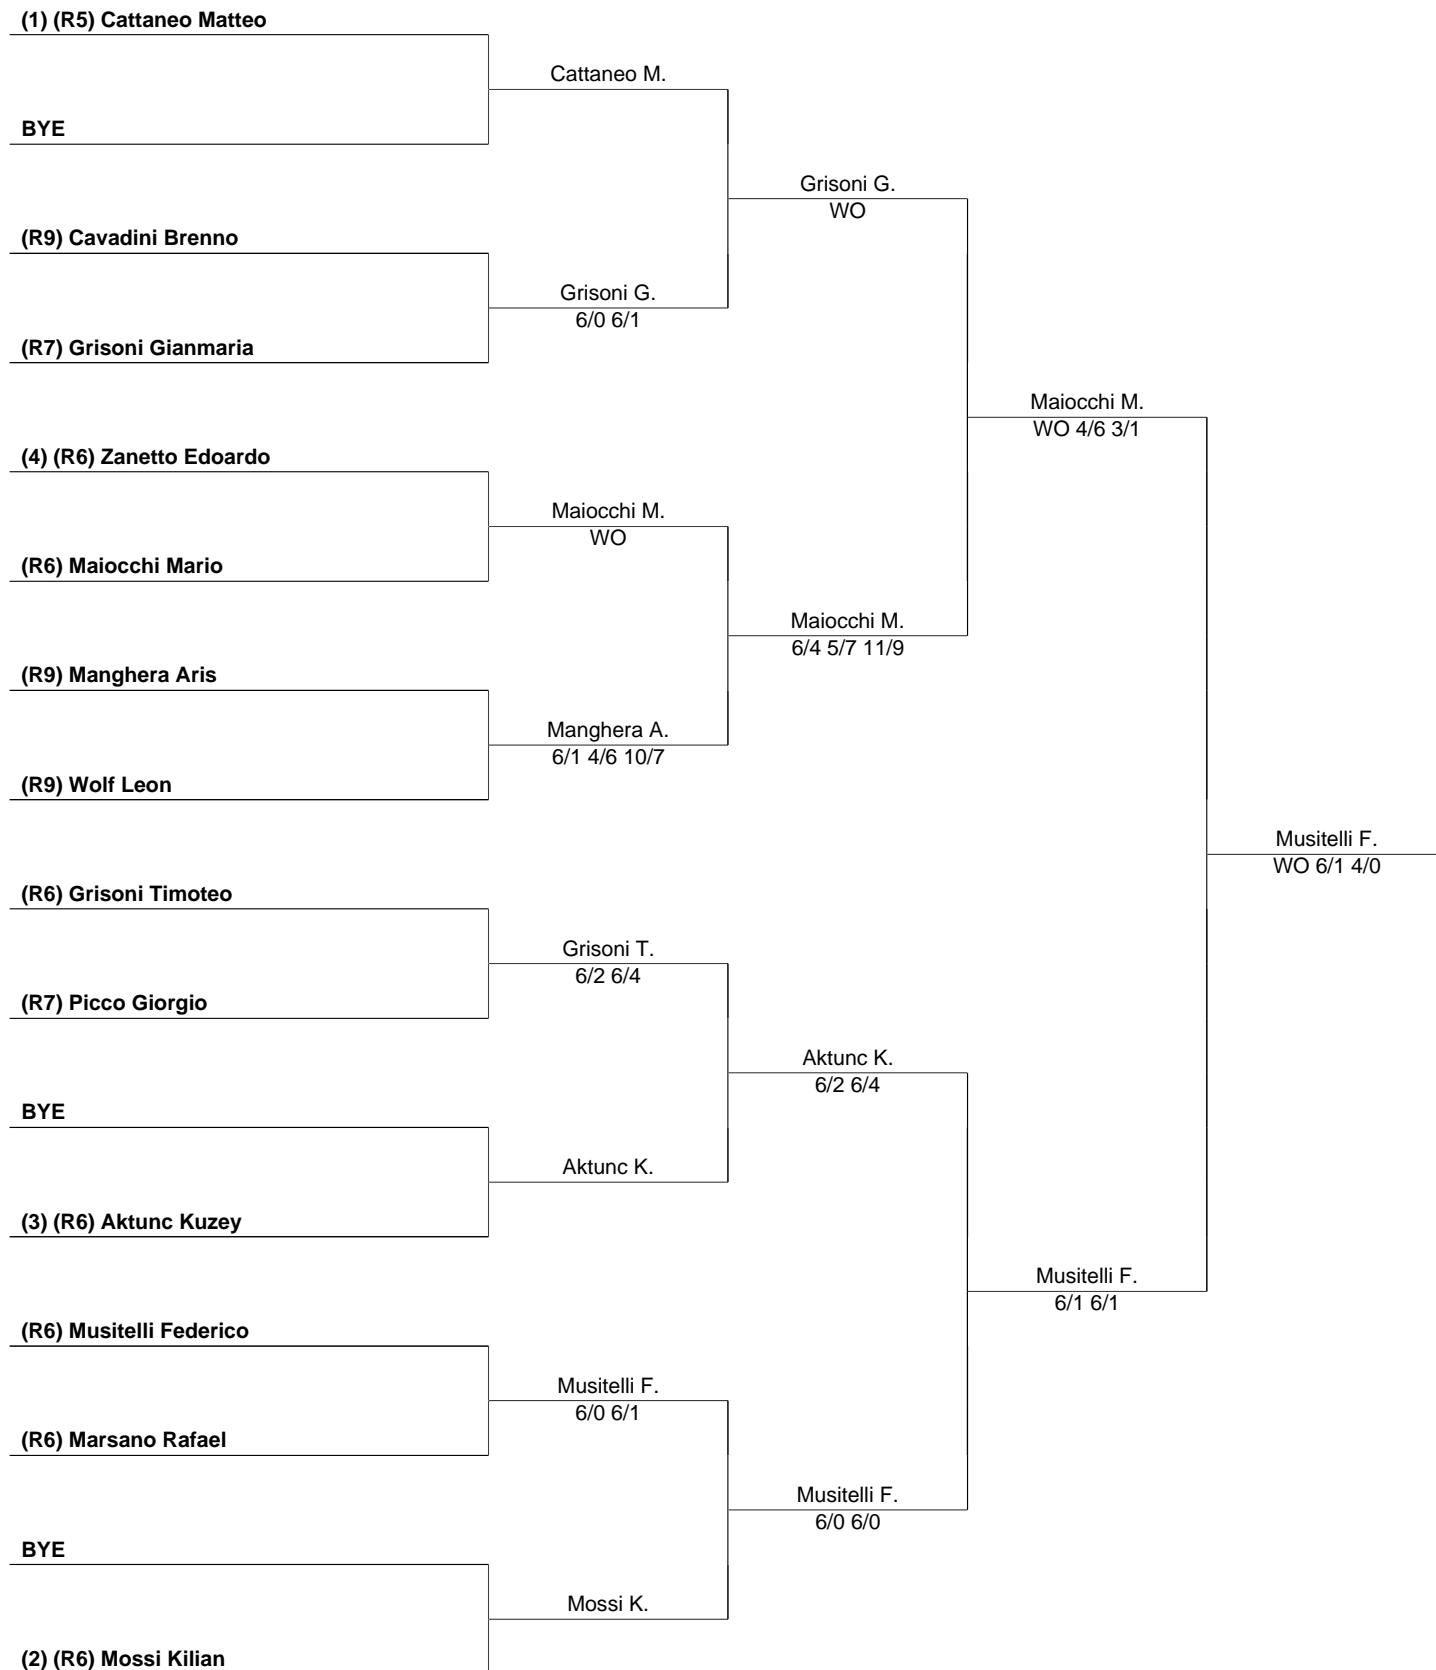 (1) (R5) Cattaneo Matteo
Cattaneo M.
BYE
Grisoni G.
WO
(R9) Cavadini Brenno
Grisoni G.
6/0 6/1
(R7) Grisoni Gianmaria
Maiocchi M.
WO 4/6 3/1
(4) (R6) Zanetto Edoardo
Maiocchi M.
WO
(R6) Maiocchi Mario
Maiocchi M.
6/4 5/7 11/9
(R9) Manghera Aris
Manghera A.
6/1 4/6 10/7
(R9) Wolf Leon
Musitelli F.
WO 6/1 4/0
(R6) Grisoni Timoteo
Grisoni T.
6/2 6/4
(R7) Picco Giorgio
Aktunc K.
6/2 6/4
BYE
Aktunc K.
(3) (R6) Aktunc Kuzey
Musitelli F.
6/1 6/1
(R6) Musitelli Federico
Musitelli F.
6/0 6/1
(R6) Marsano Rafael
Musitelli F.
6/0 6/0
BYE
Mossi K.
(2) (R6) Mossi Kilian